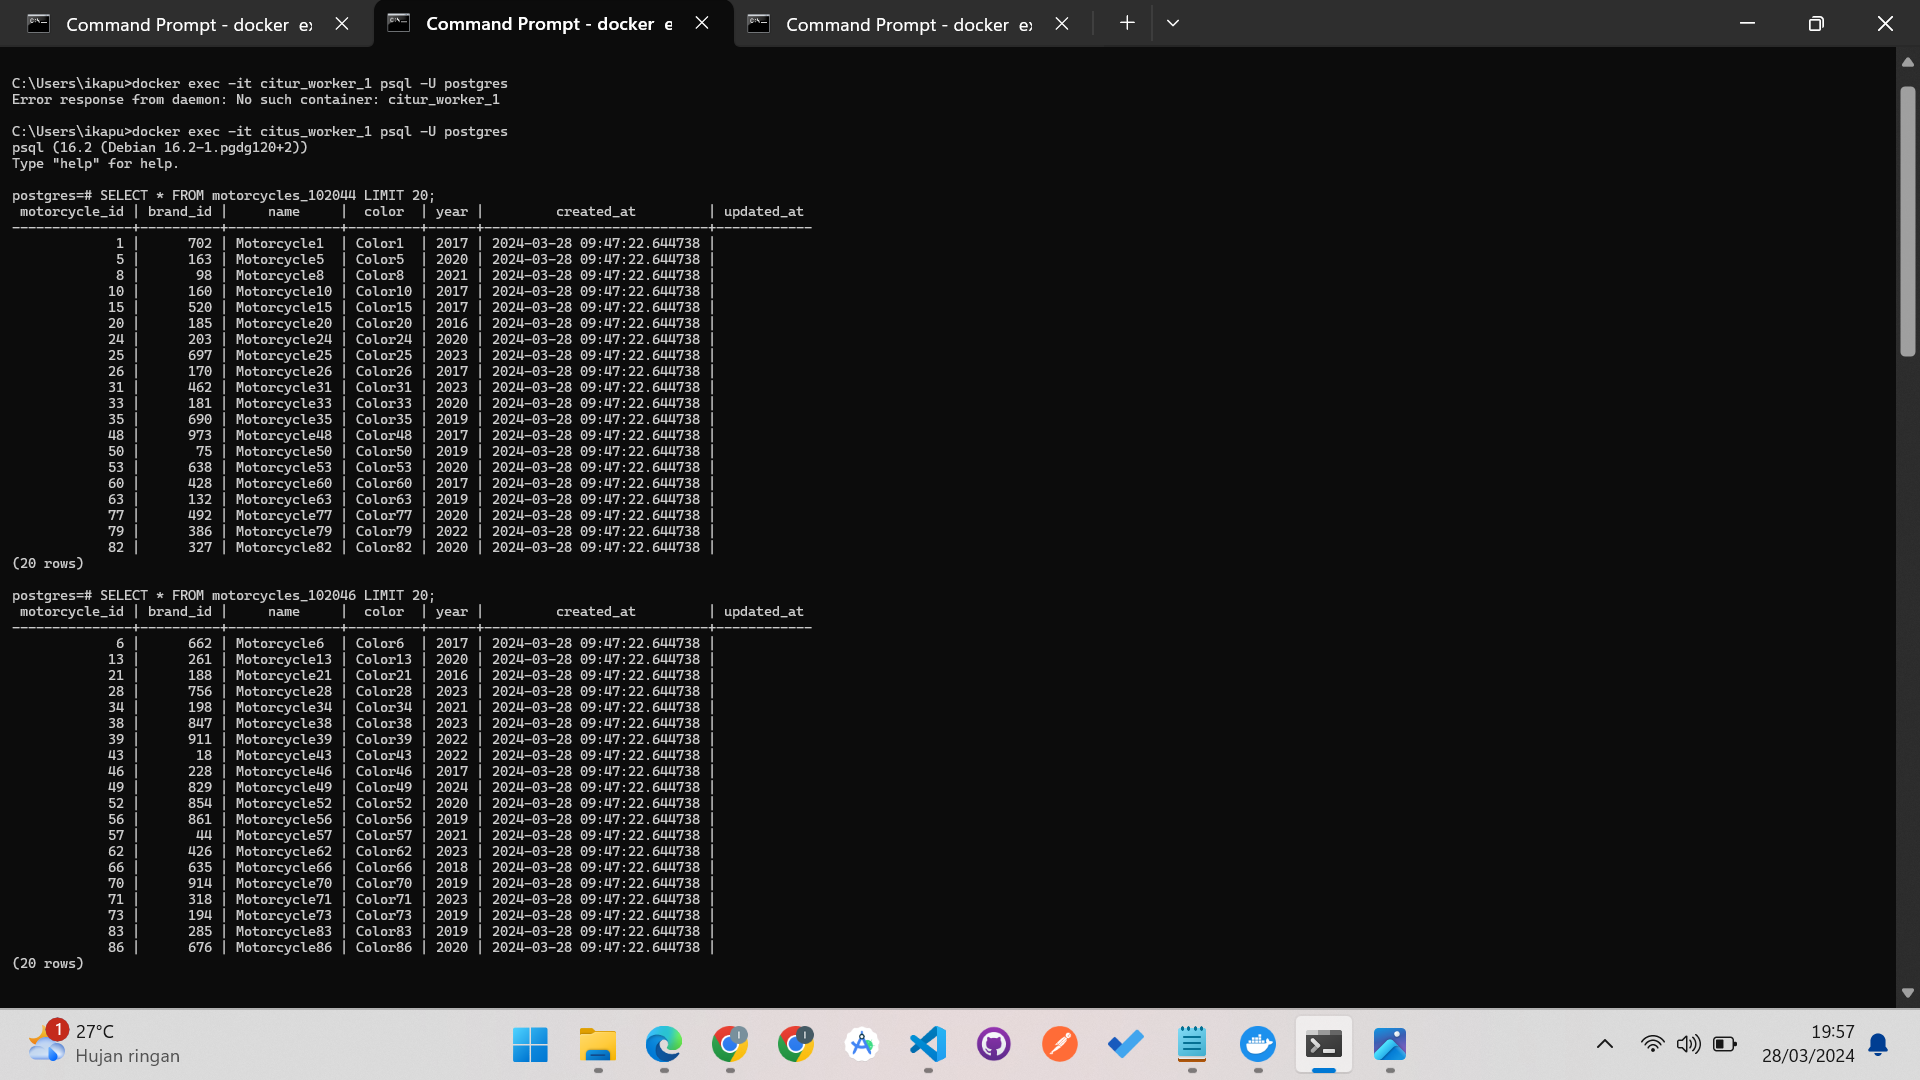 Command Prompt - docker e
Command Prompt - docker e
Command Prompt - docker e
C:\Users\ikapu>docker exec -it citur_worker_1 psql -U postgres
Error response from daemon: No such container: citur_worker_1
C:\Users\ikapu>docker exec -it citus_worker_1 psql -U postgres
psql (16.2 (Debian 16.2-1.pgdg120+2))
Type "help" for help.
postgres=# SELECT * FROM motorcycles_102044 LIMIT 20;
 motorcycle_id | brand_id |     name     |  color  | year |         created_at         | updated_at
---------------+----------+--------------+---------+------+----------------------------+------------
             1 |      702 | Motorcycle1  | Color1  | 2017 | 2024-03-28 09:47:22.644738 |
             5 |      163 | Motorcycle5  | Color5  | 2020 | 2024-03-28 09:47:22.644738 |
             8 |       98 | Motorcycle8  | Color8  | 2021 | 2024-03-28 09:47:22.644738 |
            10 |      160 | Motorcycle10 | Color10 | 2017 | 2024-03-28 09:47:22.644738 |
            15 |      520 | Motorcycle15 | Color15 | 2017 | 2024-03-28 09:47:22.644738 |
            20 |      185 | Motorcycle20 | Color20 | 2016 | 2024-03-28 09:47:22.644738 |
            24 |      203 | Motorcycle24 | Color24 | 2020 | 2024-03-28 09:47:22.644738 |
            25 |      697 | Motorcycle25 | Color25 | 2023 | 2024-03-28 09:47:22.644738 |
            26 |      170 | Motorcycle26 | Color26 | 2017 | 2024-03-28 09:47:22.644738 |
            31 |      462 | Motorcycle31 | Color31 | 2023 | 2024-03-28 09:47:22.644738 |
            33 |      181 | Motorcycle33 | Color33 | 2020 | 2024-03-28 09:47:22.644738 |
            35 |      690 | Motorcycle35 | Color35 | 2019 | 2024-03-28 09:47:22.644738 |
            48 |      973 | Motorcycle48 | Color48 | 2017 | 2024-03-28 09:47:22.644738 |
            50 |       75 | Motorcycle50 | Color50 | 2019 | 2024-03-28 09:47:22.644738 |
            53 |      638 | Motorcycle53 | Color53 | 2020 | 2024-03-28 09:47:22.644738 |
            60 |      428 | Motorcycle60 | Color60 | 2017 | 2024-03-28 09:47:22.644738 |
            63 |      132 | Motorcycle63 | Color63 | 2019 | 2024-03-28 09:47:22.644738 |
            77 |      492 | Motorcycle77 | Color77 | 2020 | 2024-03-28 09:47:22.644738 |
            79 |      386 | Motorcycle79 | Color79 | 2022 | 2024-03-28 09:47:22.644738 |
            82 |      327 | Motorcycle82 | Color82 | 2020 | 2024-03-28 09:47:22.644738 |
(20 rows)
postgres=# SELECT * FROM motorcycles_102046 LIMIT 20;
 motorcycle_id | brand_id |     name     |  color  | year |         created_at         | updated_at
---------------+----------+--------------+---------+------+----------------------------+------------
             6 |      662 | Motorcycle6  | Color6  | 2017 | 2024-03-28 09:47:22.644738 |
            13 |      261 | Motorcycle13 | Color13 | 2020 | 2024-03-28 09:47:22.644738 |
            21 |      188 | Motorcycle21 | Color21 | 2016 | 2024-03-28 09:47:22.644738 |
            28 |      756 | Motorcycle28 | Color28 | 2023 | 2024-03-28 09:47:22.644738 |
            34 |      198 | Motorcycle34 | Color34 | 2021 | 2024-03-28 09:47:22.644738 |
            38 |      847 | Motorcycle38 | Color38 | 2023 | 2024-03-28 09:47:22.644738 |
            39 |      911 | Motorcycle39 | Color39 | 2022 | 2024-03-28 09:47:22.644738 |
            43 |       18 | Motorcycle43 | Color43 | 2022 | 2024-03-28 09:47:22.644738 |
            46 |      228 | Motorcycle46 | Color46 | 2017 | 2024-03-28 09:47:22.644738 |
            49 |      829 | Motorcycle49 | Color49 | 2024 | 2024-03-28 09:47:22.644738 |
            52 |      854 | Motorcycle52 | Color52 | 2020 | 2024-03-28 09:47:22.644738 |
            56 |      861 | Motorcycle56 | Color56 | 2019 | 2024-03-28 09:47:22.644738 |
            57 |       44 | Motorcycle57 | Color57 | 2021 | 2024-03-28 09:47:22.644738 |
            62 |      426 | Motorcycle62 | Color62 | 2023 | 2024-03-28 09:47:22.644738 |
            66 |      635 | Motorcycle66 | Color66 | 2018 | 2024-03-28 09:47:22.644738 |
            70 |      914 | Motorcycle70 | Color70 | 2019 | 2024-03-28 09:47:22.644738 |
            71 |      318 | Motorcycle71 | Color71 | 2023 | 2024-03-28 09:47:22.644738 |
            73 |      194 | Motorcycle73 | Color73 | 2019 | 2024-03-28 09:47:22.644738 |
            83 |      285 | Motorcycle83 | Color83 | 2019 | 2024-03-28 09:47:22.644738 |
            86 |      676 | Motorcycle86 | Color86 | 2020 | 2024-03-28 09:47:22.644738 |
(20 rows)
1
27°C
Hujan ringan
19:57
28/03/2024